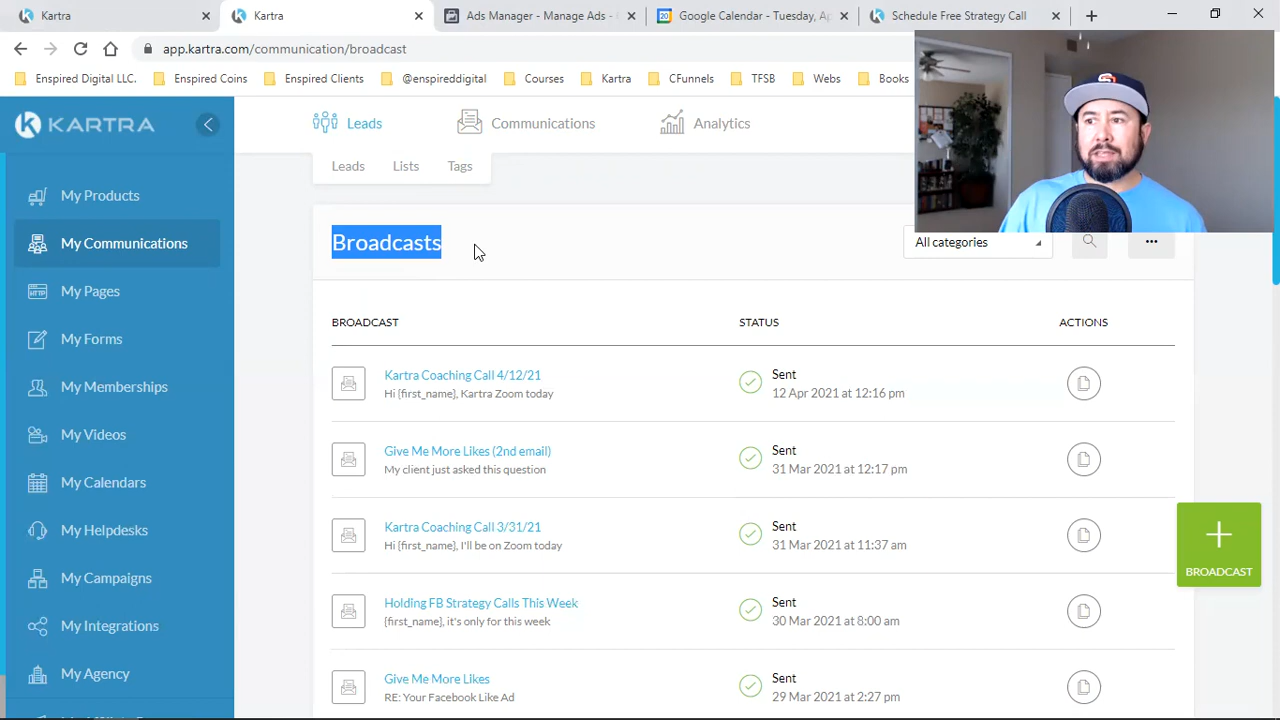 Kartra
Kartra
Ads Manager - Manage Ads -
Google Calendar - Tuesday, Ap
Schedule Free Strategy Call
app.kartra.com/communication/broadcast
Enspired Digital LLC.
Enspired Coins
Enspired Clients
@enspireddigital
Courses
Kartra
CFunnels
TFSB
Webs
Books
KARTRA
Leads
Communications
Analytics
Leads
Lists
Tags
My Products
My Communications
My Pages
My Forms
My Memberships
My Videos
My Calendars
My Helpdesks
My Campaigns
My Integrations
My Agency
Broadcasts
All categories
BROADCAST
STATUS
ACTIONS
Kartra Coaching Call 4/12/21
Hi {first_name}, Kartra Zoom today
Sent
12 Apr 2021 at 12:16 pm
Give Me More Likes (2nd email)
My client just asked this question
Sent
31 Mar 2021 at 12:17 pm
Kartra Coaching Call 3/31/21
Hi {first_name}, I'll be on Zoom today
Sent
31 Mar 2021 at 11:37 am
Holding FB Strategy Calls This Week
{first_name}, it's only for this week
Sent
30 Mar 2021 at 8:00 am
Give Me More Likes
RE: Your Facebook Like Ad
Sent
29 Mar 2021 at 2:27 pm
BROADCAST